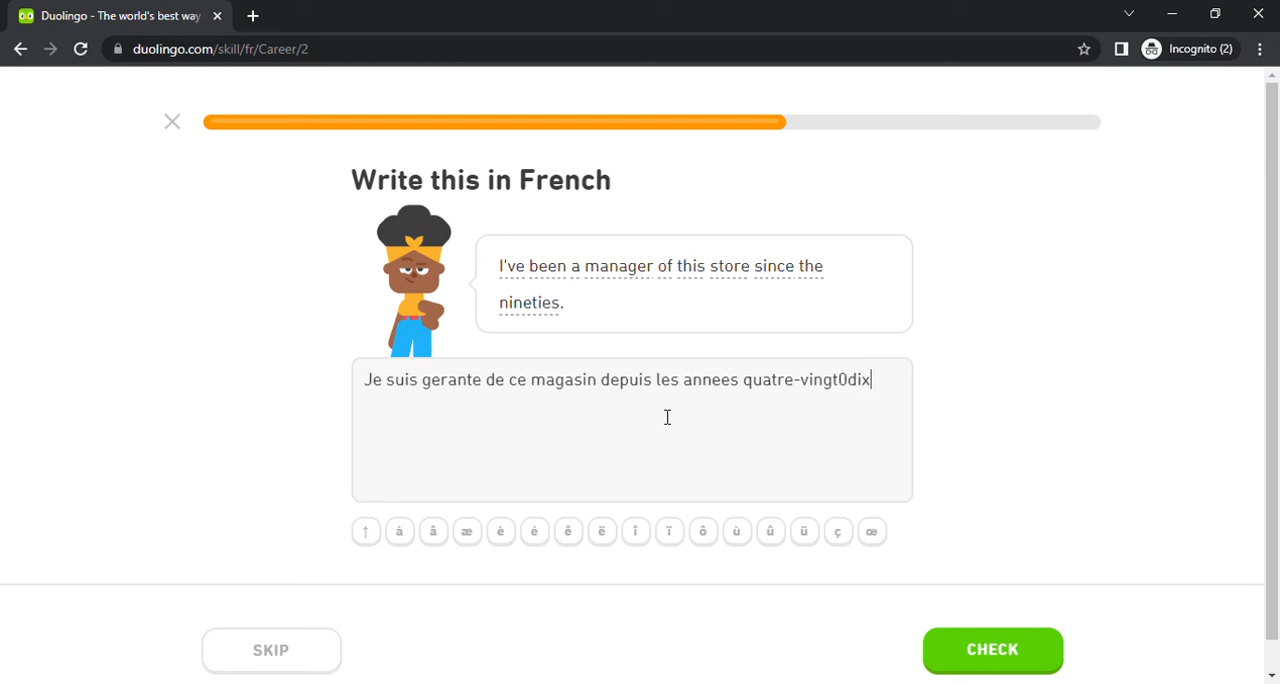 Duolingo - The world's best way
duolingo.com/skill/fr/Career/2
Incognito (2)
Write this in French
I've been a manager of this store since the
nineties.
Je suis gerante de ce magasin depuis les annees quatre-vingt0dix
↑ à â æ è é ê ë î ï ô ù û ü ç œ
SKIP
CHECK